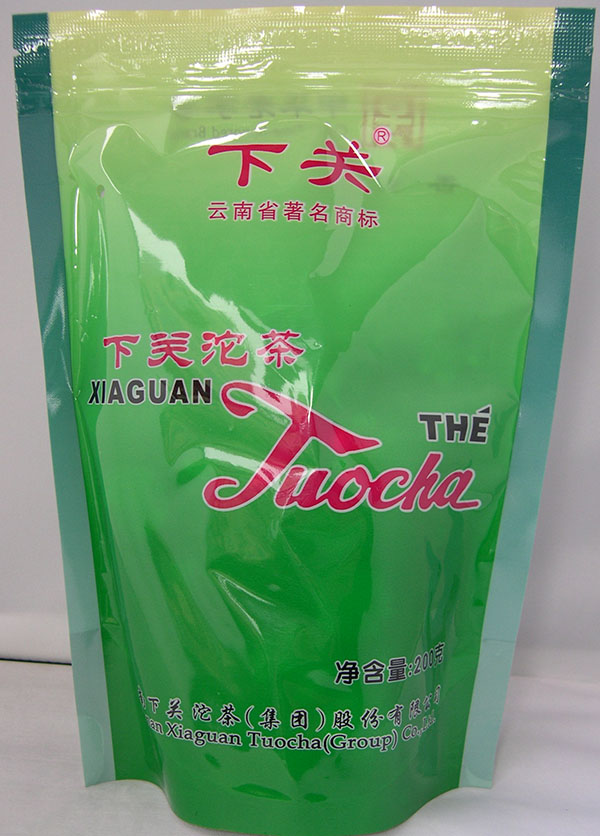 下关®
云南省著名商标
下关沱茶
XIAGUAN
THÉ
Tuocha
净含量:200克
下关沱茶(集团)股份有限公司
Xiaguan Tuocha(Group) Co.,Ltd.